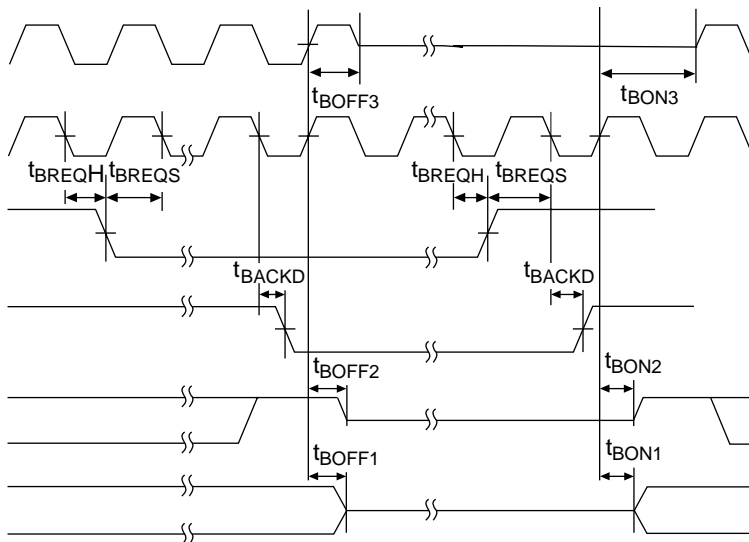 tBOFF3
tBON3
tBREQH tBREQS
tBREQH tBREQS
tBACKD
tBACKD
tBOFF2
tBON2
tBOFF1
tBON1